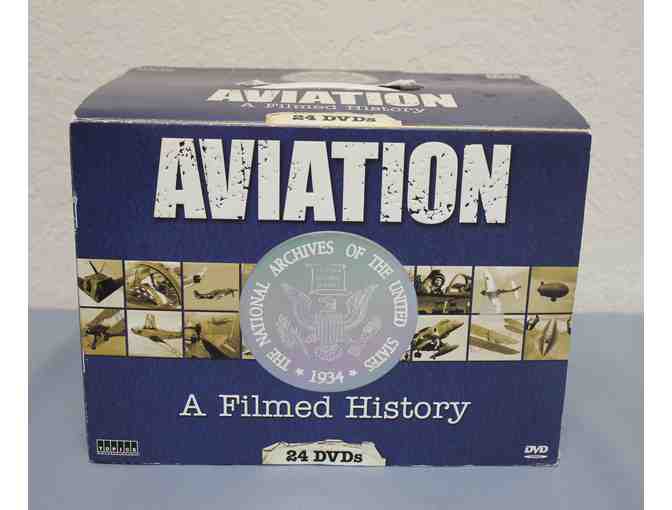 AVIATION
A Filmed History
24 DVDs
AVIATION
THE NATIONAL ARCHIVES OF THE UNITED STATES
★ 1934 ★
A Filmed History
TOPICS
24 DVDs
DVD